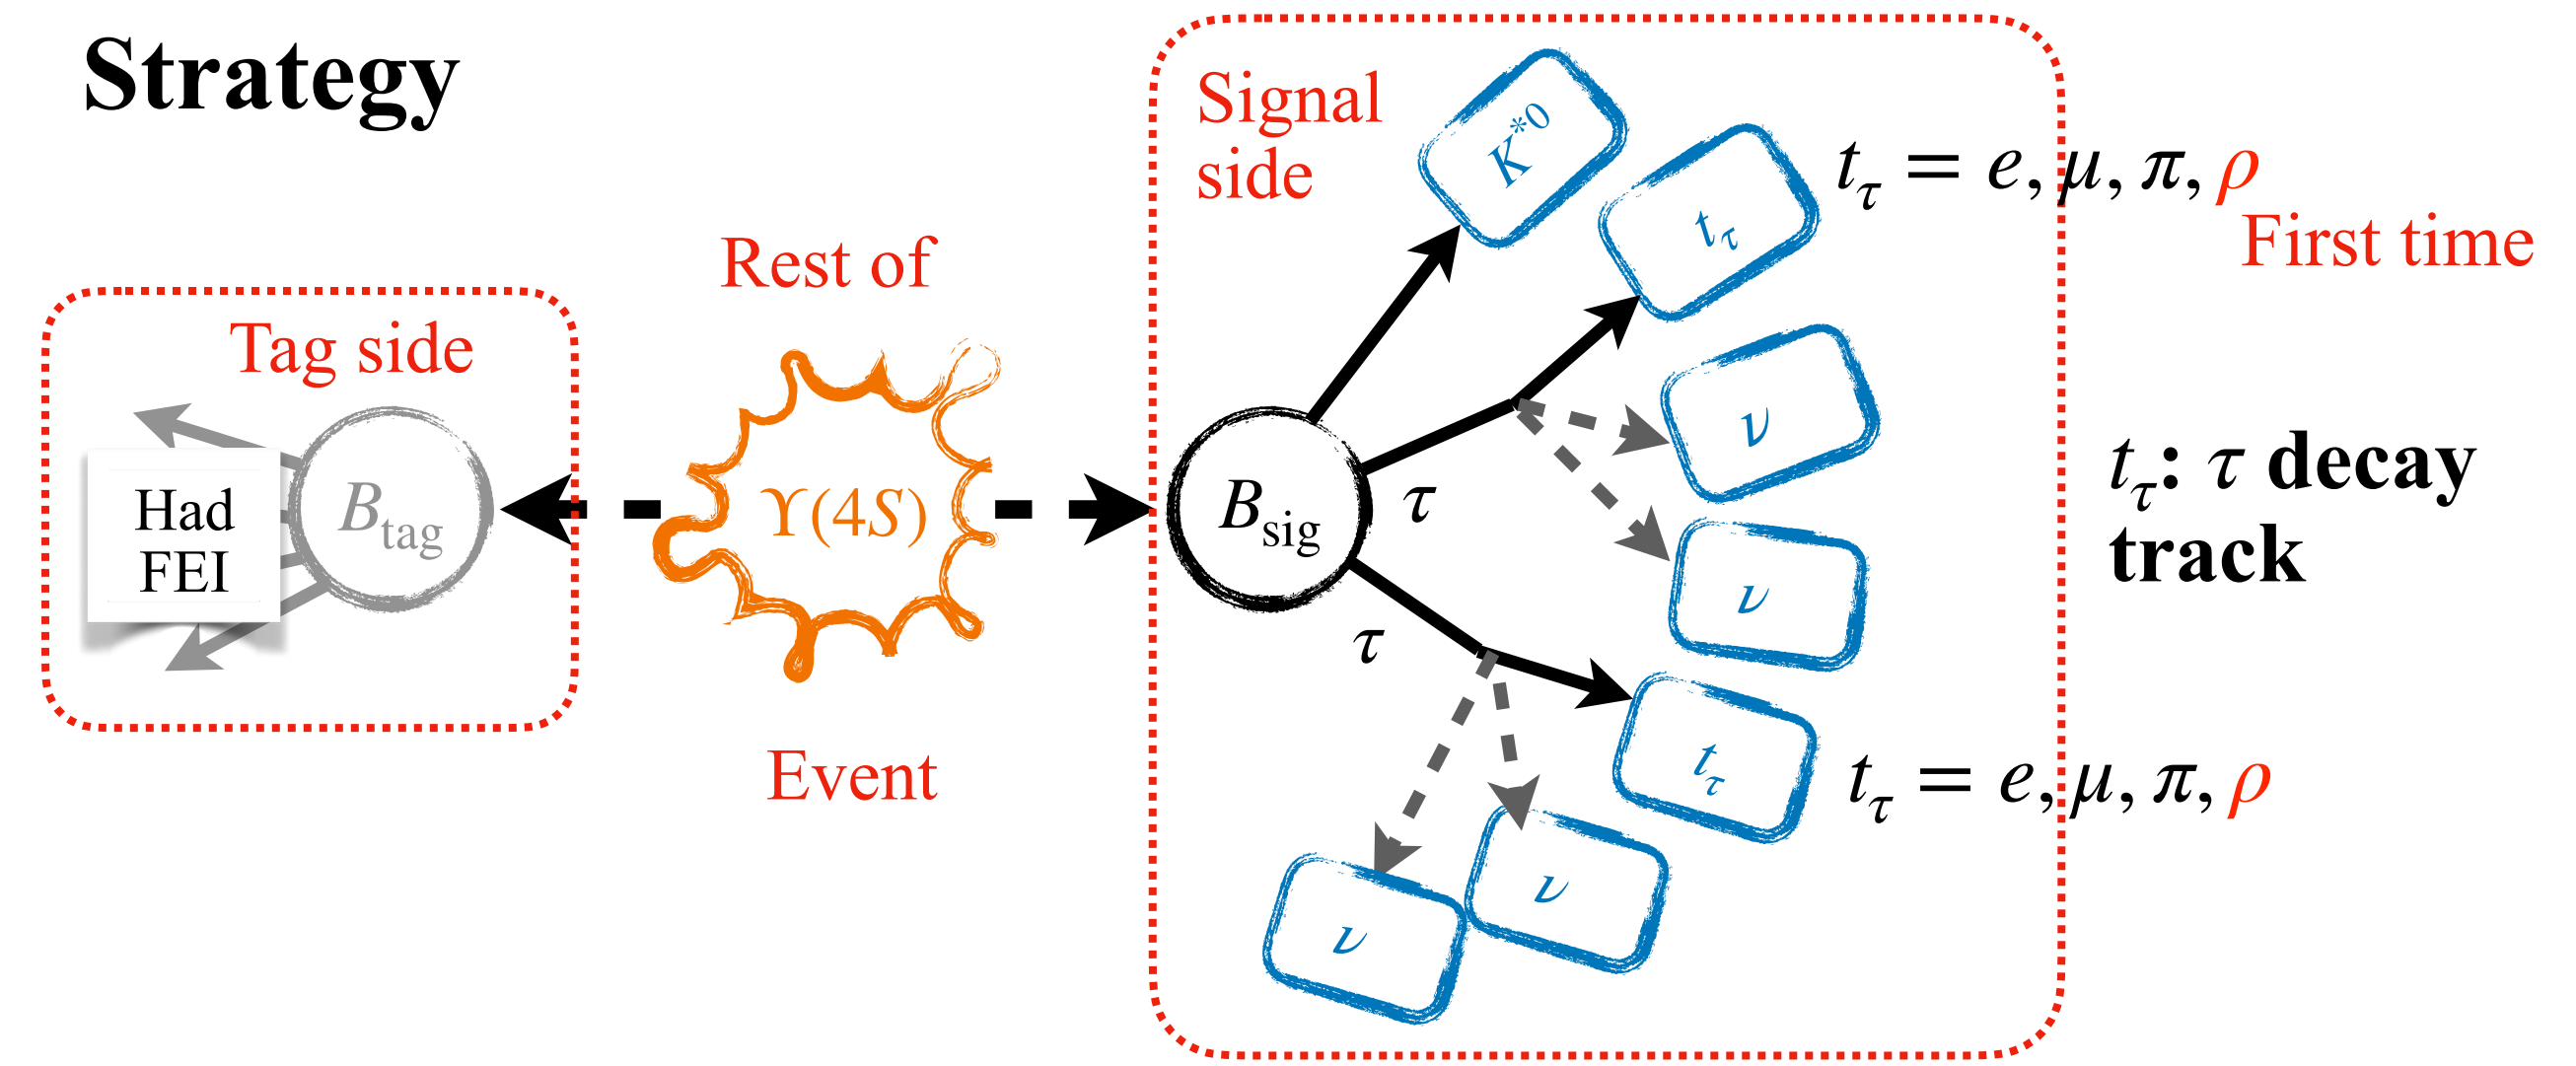 Strategy
Signal
side
K*0
tτ
tτ = e, μ, π, ρ
First time
Rest of
Tag side
ν
Had
FEI
Btag
ϒ(4S)
Bsig
τ
tτ: τ decay
track
ν
τ
Event
tτ
tτ = e, μ, π, ρ
ν
ν